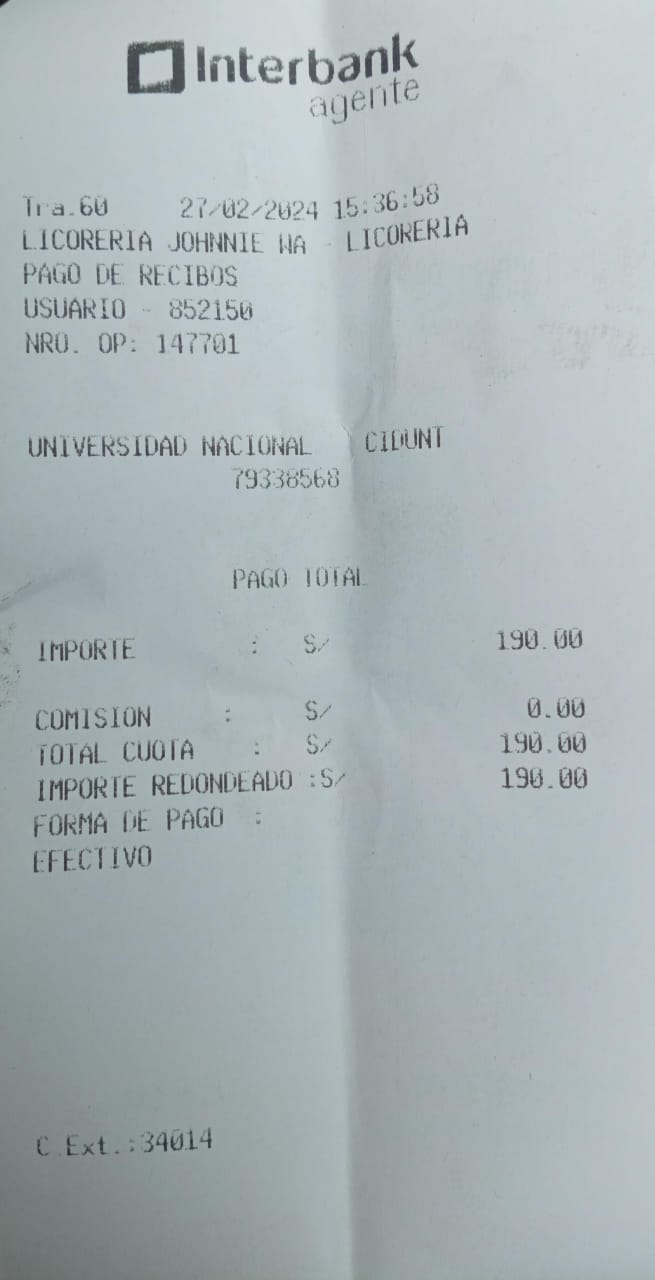 Interbank
agente
Tra.60 27/02/2024 15:36:58
LICORERIA JOHNNIE WA - LICORERIA
PAGO DE RECIBOS
USUARIO - 852150
NRO. OP: 147701
UNIVERSIDAD NACIONAL CIDUNT
79338568
PAGO TOTAL
IMPORTE : S/ 190.00
COMISION : S/ 0.00
TOTAL CUOTA : S/ 190.00
IMPORTE REDONDEADO :S/ 190.00
FORMA DE PAGO :
EFECTIVO
C.Ext.:34014